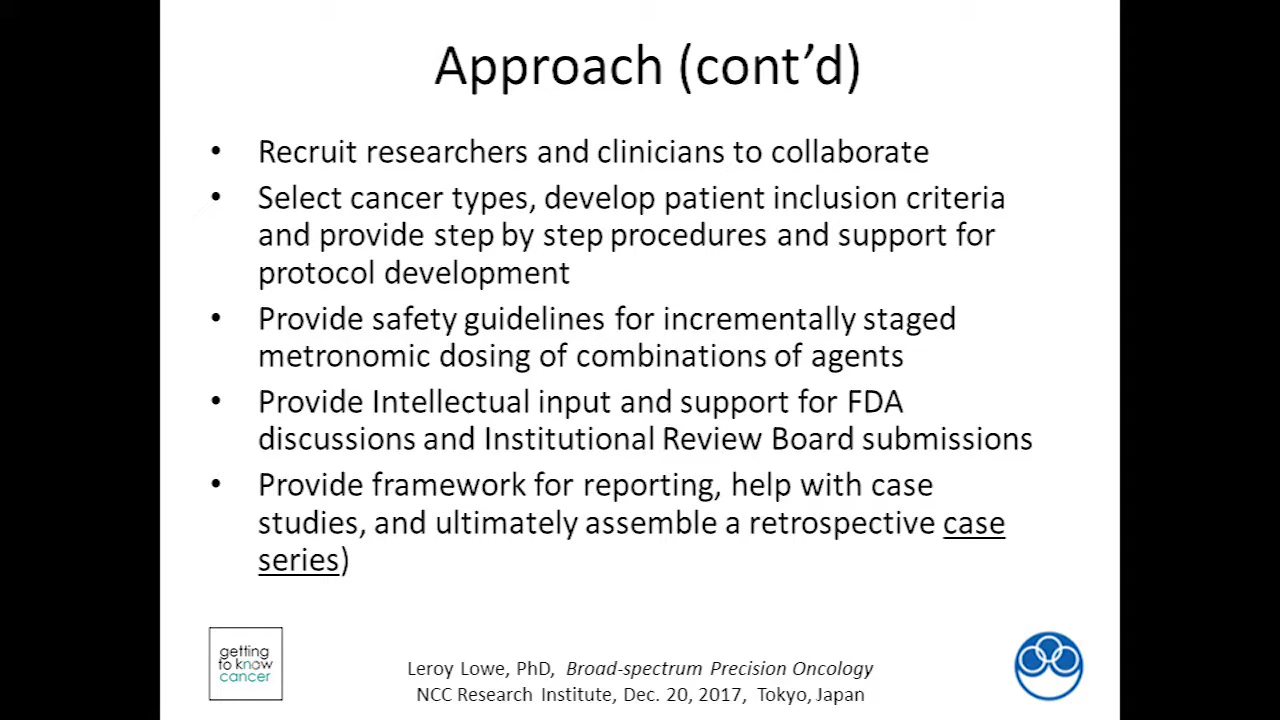 Approach (cont’d)
• Recruit researchers and clinicians to collaborate
• Select cancer types, develop patient inclusion criteria
and provide step by step procedures and support for
protocol development
• Provide safety guidelines for incrementally staged
metronomic dosing of combinations of agents
• Provide Intellectual input and support for FDA
discussions and Institutional Review Board submissions
• Provide framework for reporting, help with case
studies, and ultimately assemble a retrospective case
series)
getting
to know
cancer
Leroy Lowe, PhD, Broad-spectrum Precision Oncology
NCC Research Institute, Dec. 20, 2017, Tokyo, Japan